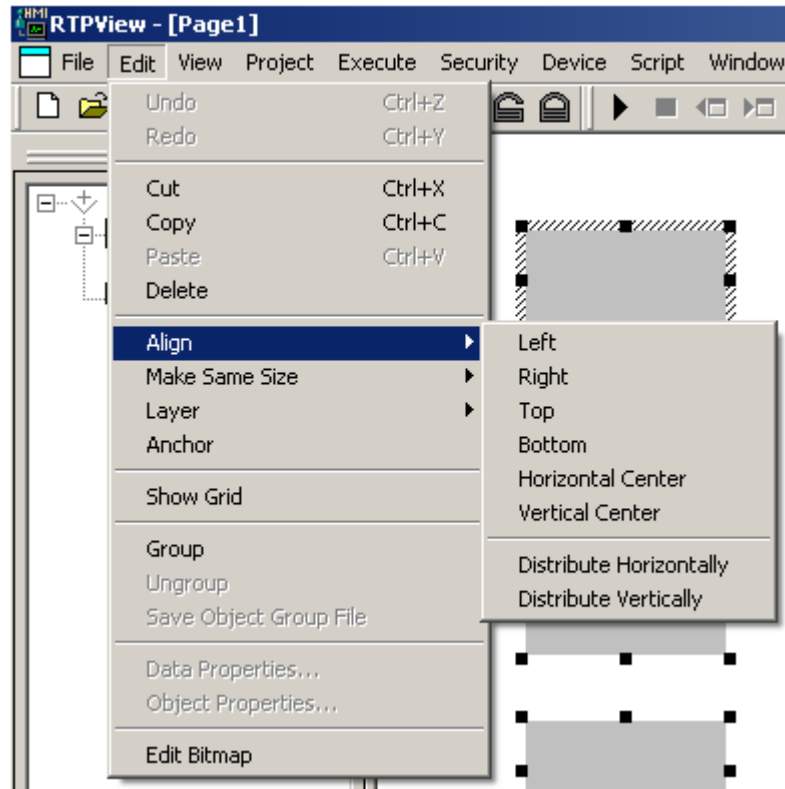 HMI
RTPView - [Page1]
File Edit View Project Execute Security Device Script Window
Undo Ctrl+Z
Redo Ctrl+Y
Cut Ctrl+X
Copy Ctrl+C
Paste Ctrl+V
Delete
Align
Make Same Size
Layer
Anchor
Show Grid
Group
Ungroup
Save Object Group File
Data Properties...
Object Properties...
Edit Bitmap
Left
Right
Top
Bottom
Horizontal Center
Vertical Center
Distribute Horizontally
Distribute Vertically